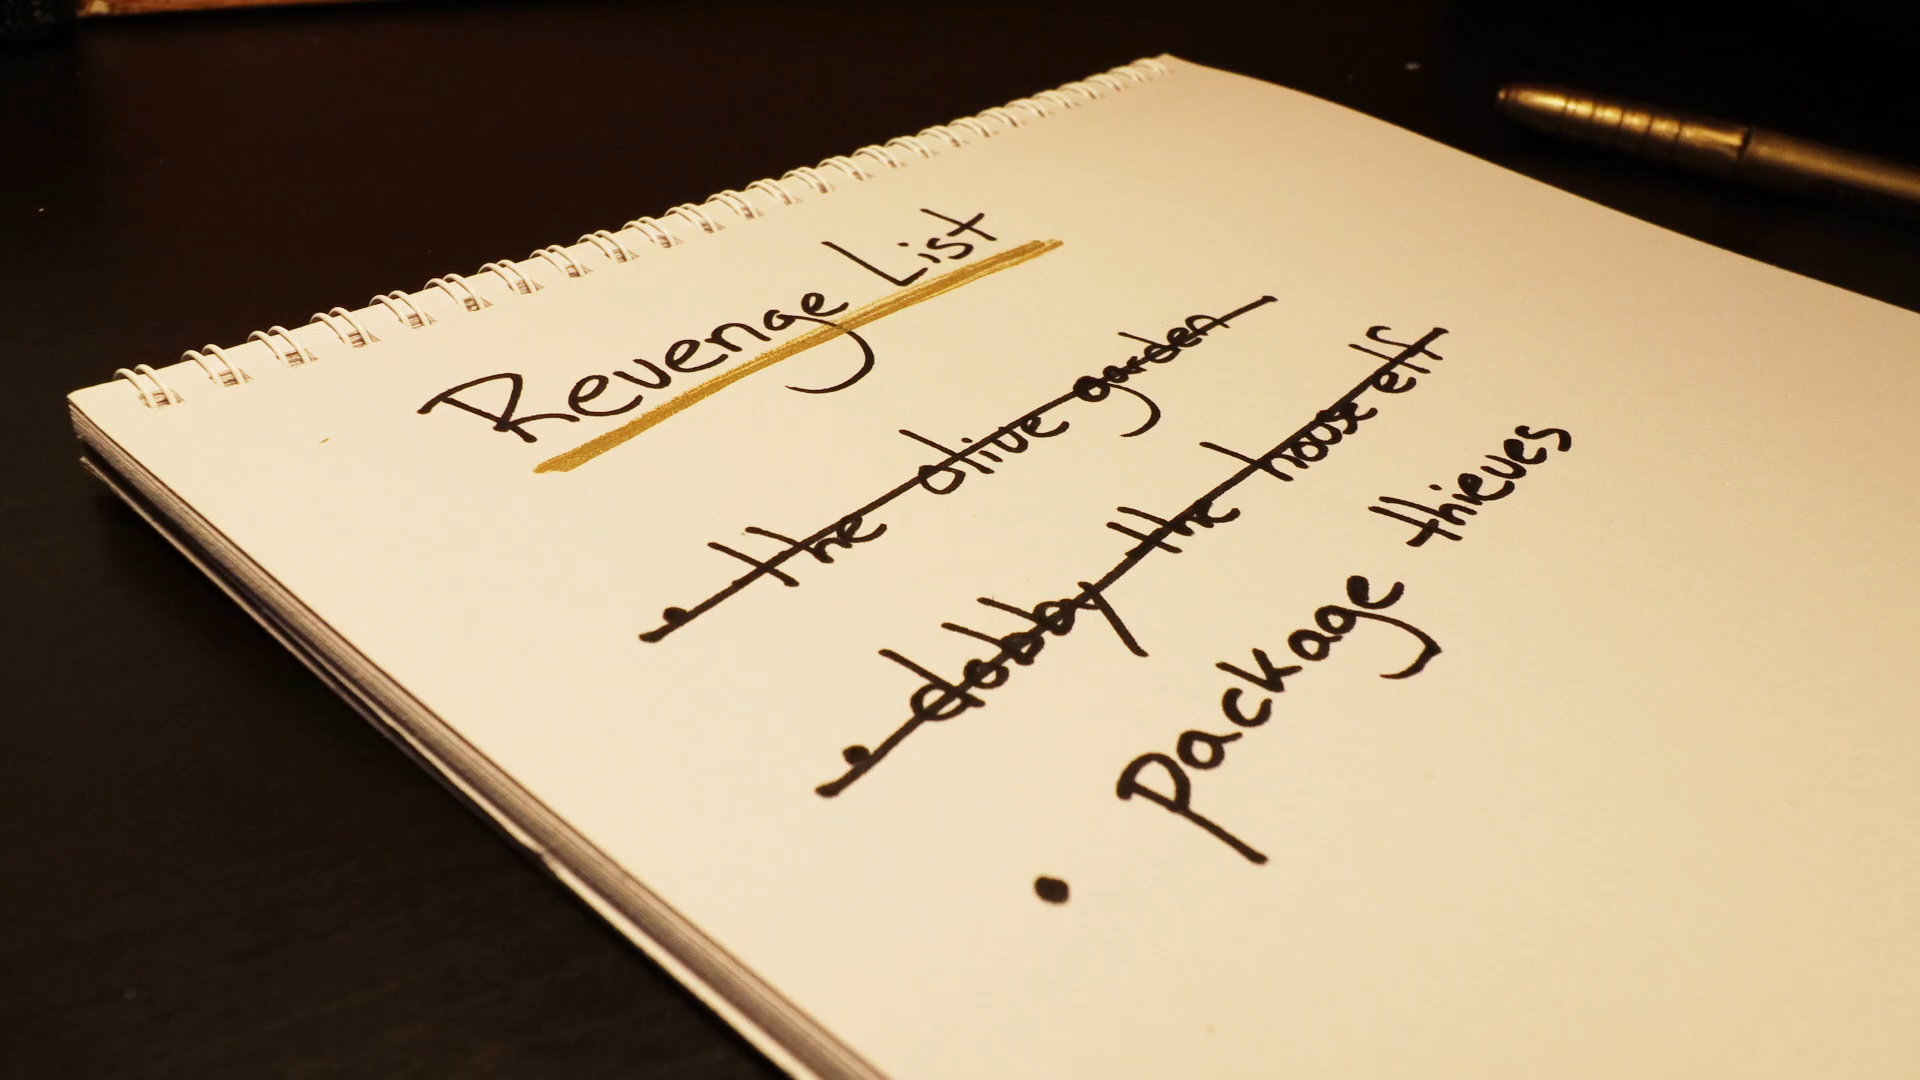 Revenge List
• the olive garden
• dobby the house elf
• package thieves